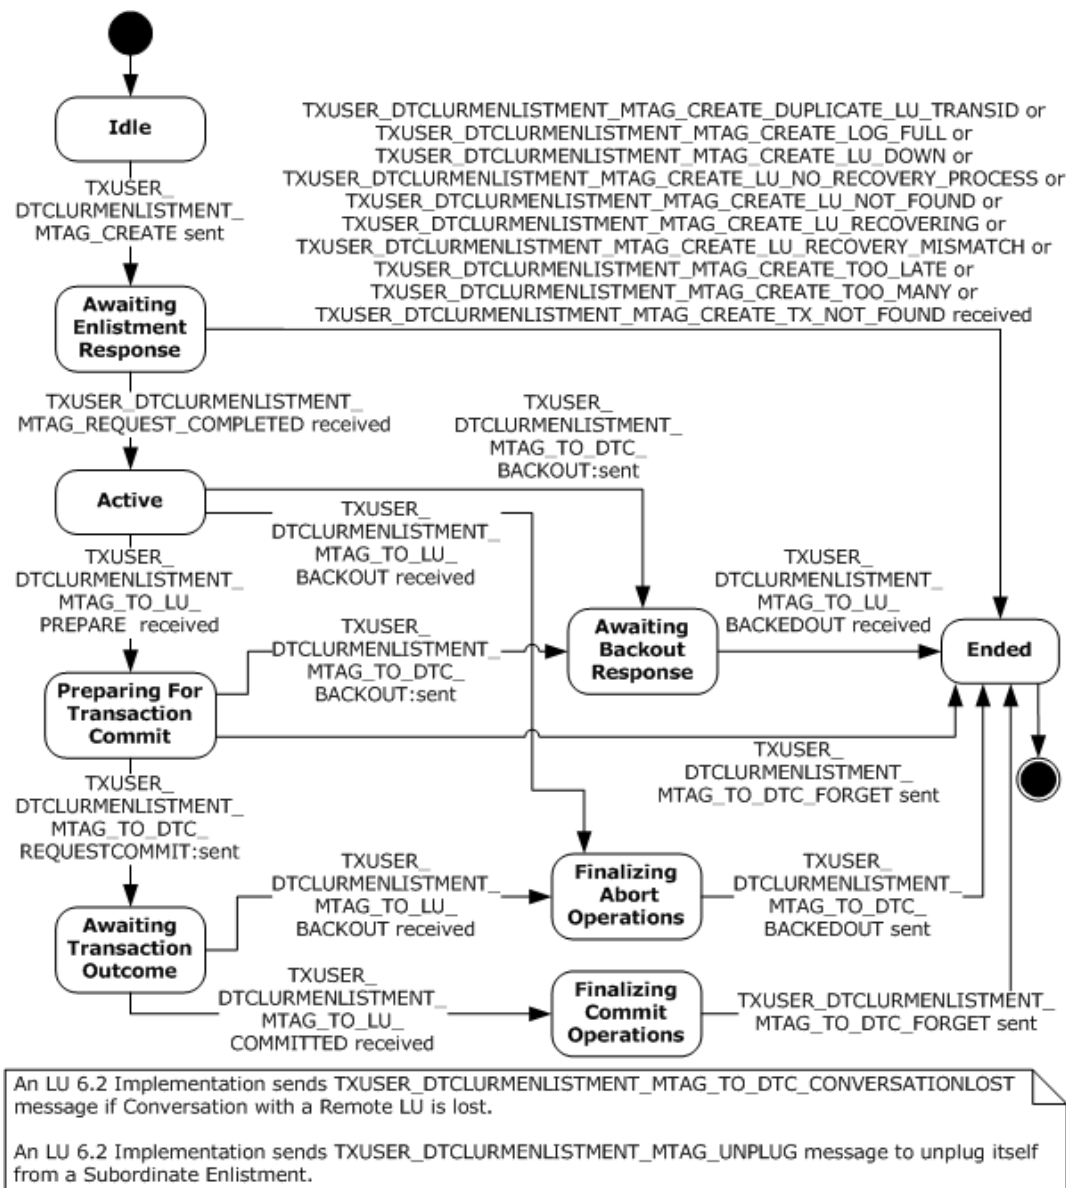 Idle
TXUSER_
DTCLURMENLISTMENT_
MTAG_CREATE sent
TXUSER_DTCLURMENLISTMENT_MTAG_CREATE_DUPLICATE_LU_TRANSID or
TXUSER_DTCLURMENLISTMENT_MTAG_CREATE_LOG_FULL or
TXUSER_DTCLURMENLISTMENT_MTAG_CREATE_LU_DOWN or
TXUSER_DTCLURMENLISTMENT_MTAG_CREATE_LU_NO_RECOVERY_PROCESS or
TXUSER_DTCLURMENLISTMENT_MTAG_CREATE_LU_NOT_FOUND or
TXUSER_DTCLURMENLISTMENT_MTAG_CREATE_LU_RECOVERING or
TXUSER_DTCLURMENLISTMENT_MTAG_CREATE_LU_RECOVERY_MISMATCH or
TXUSER_DTCLURMENLISTMENT_MTAG_CREATE_TOO_LATE or
TXUSER_DTCLURMENLISTMENT_MTAG_CREATE_TOO_MANY or
TXUSER_DTCLURMENLISTMENT_MTAG_CREATE_TX_NOT_FOUND received
Awaiting
Enlistment
Response
TXUSER_DTCLURMENLISTMENT_
MTAG_REQUEST_COMPLETED received
TXUSER_
DTCLURMENLISTMENT_
MTAG_TO_DTC_
BACKOUT:sent
Active
TXUSER_
DTCLURMENLISTMENT_
MTAG_TO_LU_
BACKOUT received
TXUSER_
DTCLURMENLISTMENT_
MTAG_TO_LU_
PREPARE received
TXUSER_
DTCLURMENLISTMENT_
MTAG_TO_LU_
BACKEDOUT received
TXUSER_
DTCLURMENLISTMENT_
MTAG_TO_DTC_
BACKOUT:sent
Awaiting
Backout
Response
Ended
Preparing For
Transaction
Commit
TXUSER_
DTCLURMENLISTMENT_
MTAG_TO_DTC_FORGET sent
TXUSER_
DTCLURMENLISTMENT_
MTAG_TO_DTC_
REQUESTCOMMIT:sent
TXUSER_
DTCLURMENLISTMENT_
MTAG_TO_LU_
BACKOUT received
Finalizing
Abort
Operations
TXUSER_
DTCLURMENLISTMENT_
MTAG_TO_DTC_
BACKEDOUT sent
Awaiting
Transaction
Outcome
TXUSER_
DTCLURMENLISTMENT_
MTAG_TO_LU_
COMMITTED received
Finalizing
Commit
Operations
TXUSER_DTCLURMENLISTMENT_
MTAG_TO_DTC_FORGET sent
An LU 6.2 Implementation sends TXUSER_DTCLURMENLISTMENT_MTAG_TO_DTC_CONVERSATIONLOST
message if Conversation with a Remote LU is lost.
An LU 6.2 Implementation sends TXUSER_DTCLURMENLISTMENT_MTAG_UNPLUG message to unplug itself
from a Subordinate Enlistment.